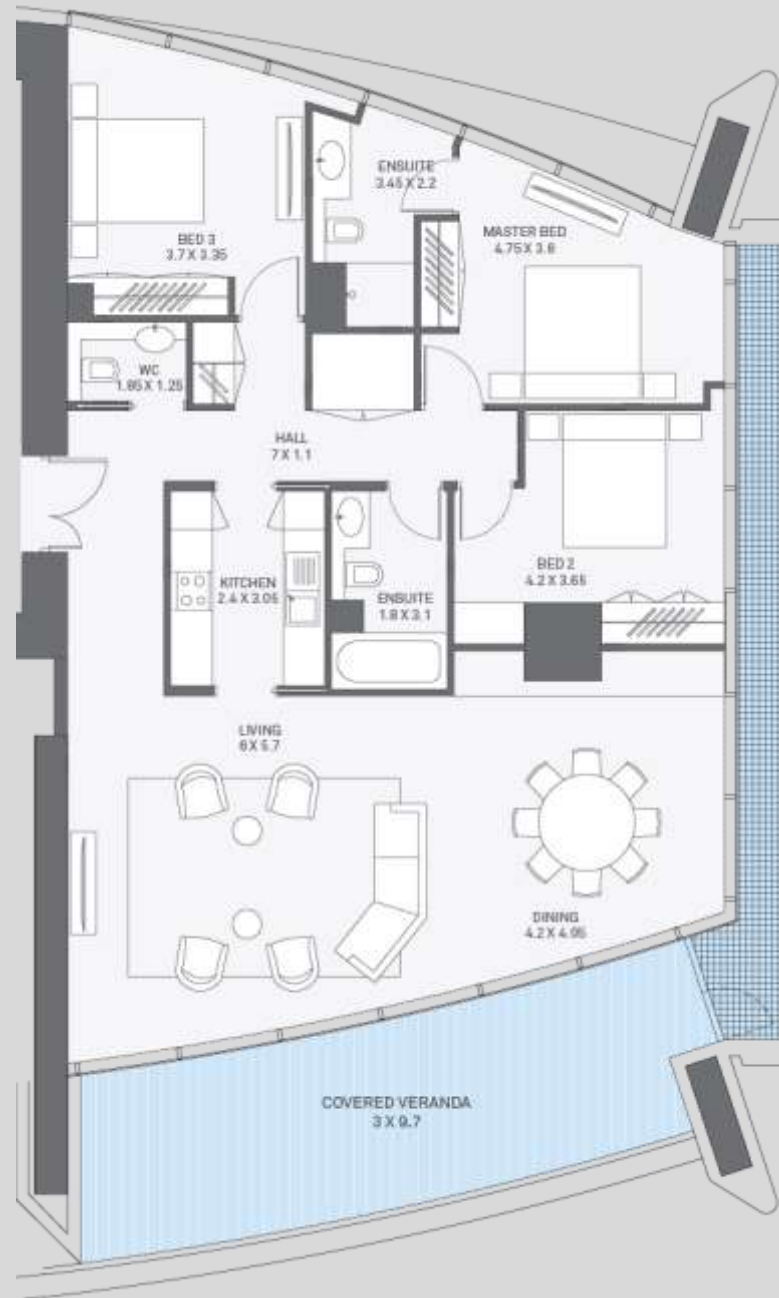 ENSUITE
3.45 X 2.2
BED 3
3.7 X 3.35
MASTER BED
4.75 X 3.8
WC
1.85 X 1.25
HALL
7 X 1.1
KITCHEN
2.4 X 3.05
ENSUITE
1.8 X 3.1
BED 2
4.2 X 3.65
LIVING
6 X 5.7
DINING
4.2 X 4.95
COVERED VERANDA
3 X 9.7